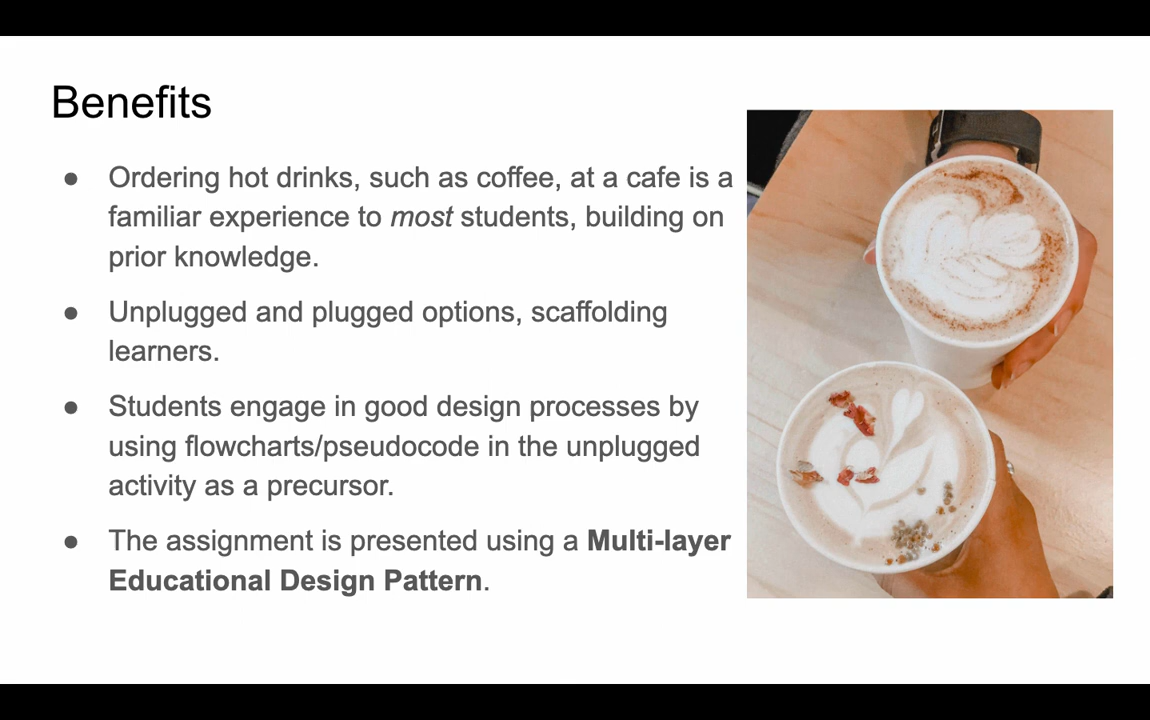 Benefits
● Ordering hot drinks, such as coffee, at a cafe is a
familiar experience to most students, building on
prior knowledge.
● Unplugged and plugged options, scaffolding
learners.
● Students engage in good design processes by
using flowcharts/pseudocode in the unplugged
activity as a precursor.
● The assignment is presented using a Multi-layer
Educational Design Pattern.